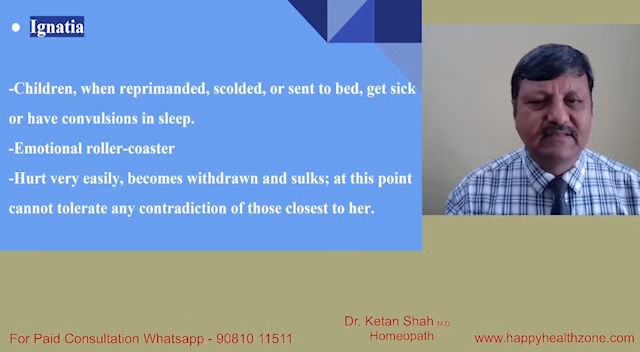 • Ignatia
-Children, when reprimanded, scolded, or sent to bed, get sick
or have convulsions in sleep.
-Emotional roller-coaster
-Hurt very easily, becomes withdrawn and sulks; at this point
cannot tolerate any contradiction of those closest to her.
Dr. Ketan Shah M.D.
Homeopath
For Paid Consultation Whatsapp - 90810 11511
www.happyhealthzone.com